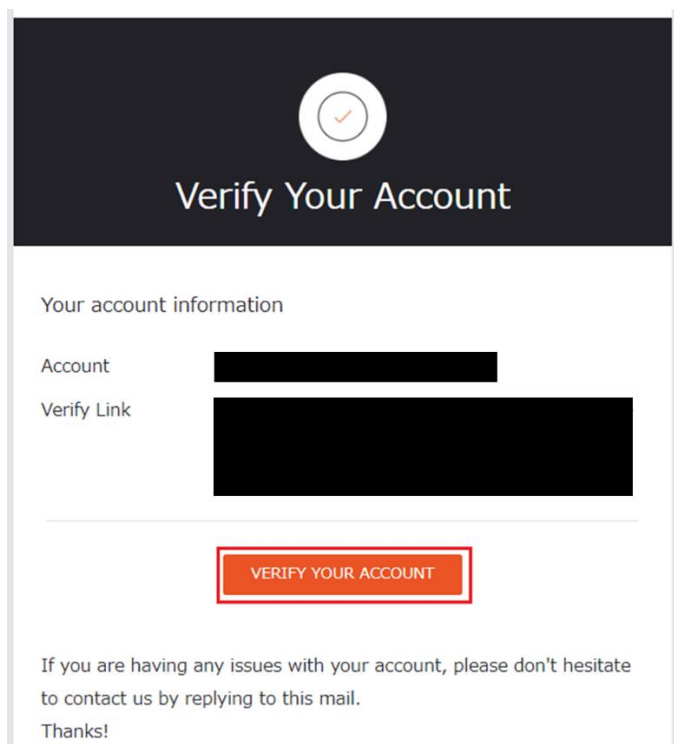 Verify Your Account
Your account information
Account
Verify Link
VERIFY YOUR ACCOUNT
If you are having any issues with your account, please don't hesitate
to contact us by replying to this mail.
Thanks!